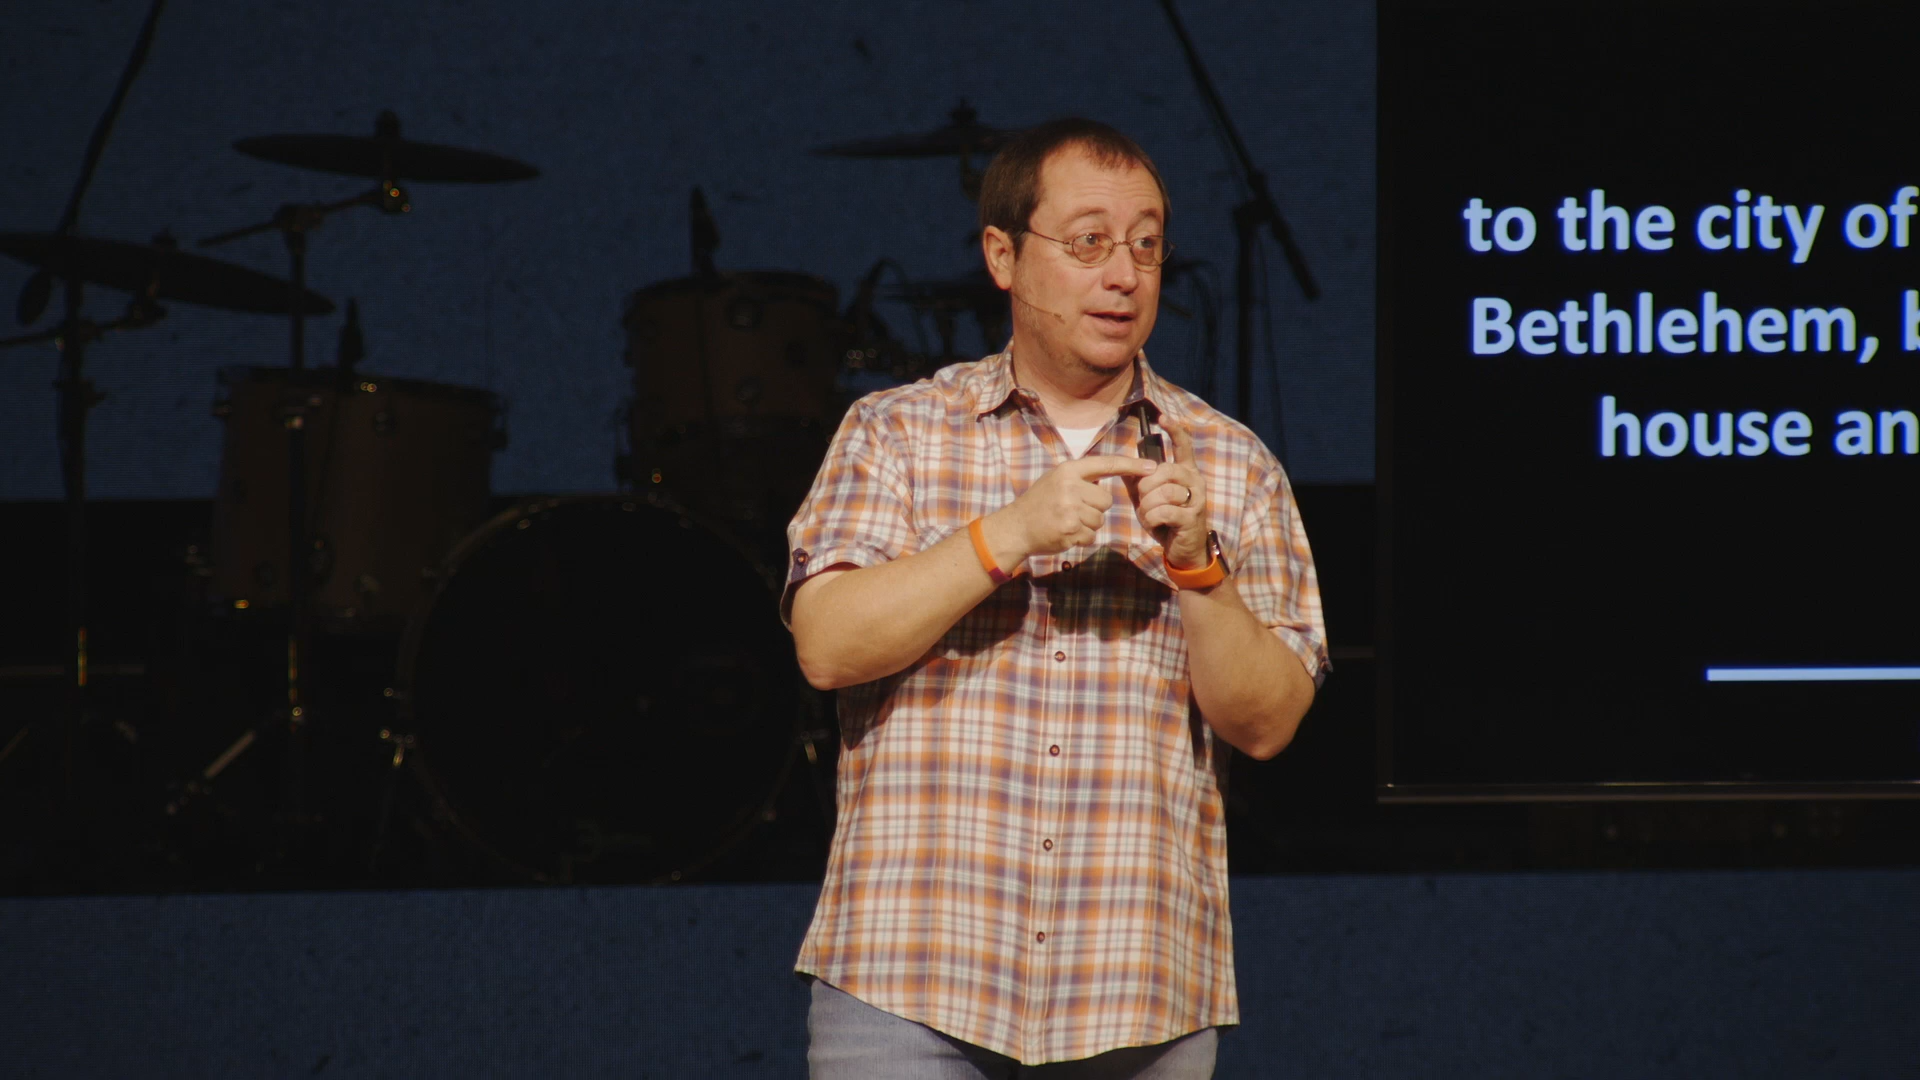 to the city of
Bethlehem,
house an